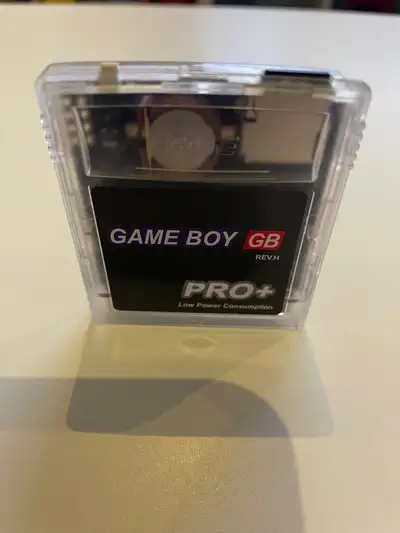 GAME BOY GB
REV.H
PRO+
Low Power Consumption